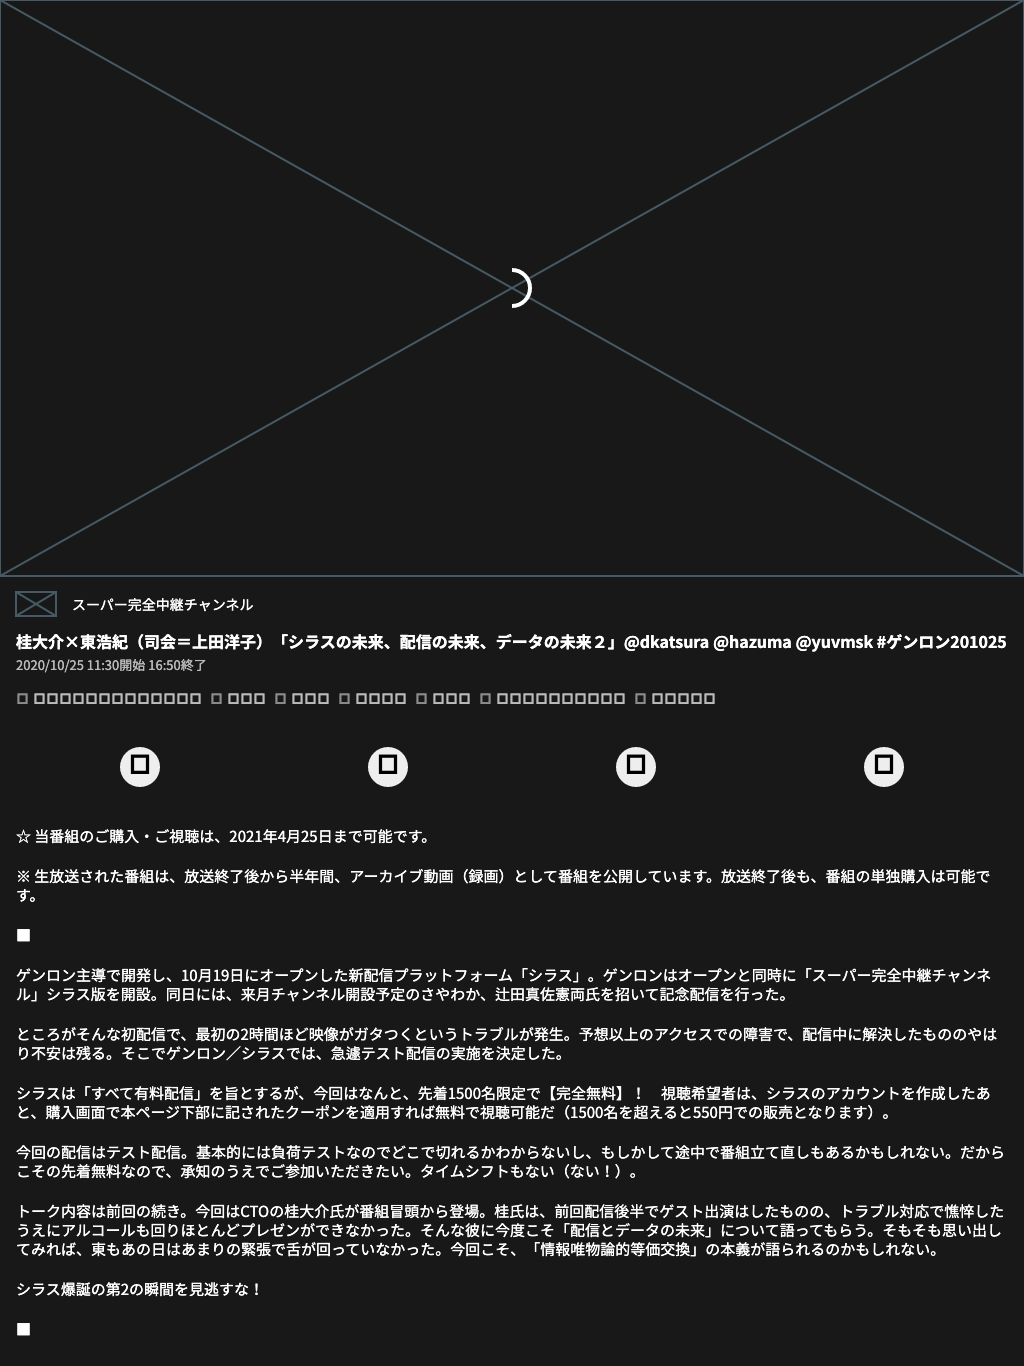 スーパー完全中継チャンネル
桂大介×東浩紀（司会＝上田洋子）「シラスの未来、配信の未来、データの未来２」@dkatsura @hazuma @yuvmsk #ゲンロン201025
2020/10/25 11:30開始 16:50終了
☆ 当番組のご購入・ご視聴は、2021年4月25日まで可能です。
※ 生放送された番組は、放送終了後から半年間、アーカイブ動画（録画）として番組を公開しています。放送終了後も、番組の単独購入は可能で
す。
■
ゲンロン主導で開発し、10月19日にオープンした新配信プラットフォーム「シラス」。ゲンロンはオープンと同時に「スーパー完全中継チャンネ
ル」シラス版を開設。同日には、来月チャンネル開設予定のさやわか、辻田真佐憲両氏を招いて記念配信を行った。
ところがそんな初配信で、最初の2時間ほど映像がガタつくというトラブルが発生。予想以上のアクセスでの障害で、配信中に解決したもののやは
り不安は残る。そこでゲンロン／シラスでは、急遽テスト配信の実施を決定した。
シラスは「すべて有料配信」を旨とするが、今回はなんと、先着1500名限定で【完全無料】！　視聴希望者は、シラスのアカウントを作成したあ
と、購入画面で本ページ下部に記されたクーポンを適用すれば無料で視聴可能だ（1500名を超えると550円での販売となります）。
今回の配信はテスト配信。基本的には負荷テストなのでどこで切れるかわからないし、もしかして途中で番組立て直しもあるかもしれない。だから
こその先着無料なので、承知のうえでご参加いただきたい。タイムシフトもない（ない！）。
トーク内容は前回の続き。今回はCTOの桂大介氏が番組冒頭から登場。桂氏は、前回配信後半でゲスト出演はしたものの、トラブル対応で憔悴した
うえにアルコールも回りほとんどプレゼンができなかった。そんな彼に今度こそ「配信とデータの未来」について語ってもらう。そもそも思い出し
てみれば、東もあの日はあまりの緊張で舌が回っていなかった。今回こそ、「情報唯物論的等価交換」の本義が語られるのかもしれない。
シラス爆誕の第2の瞬間を見逃すな！
■